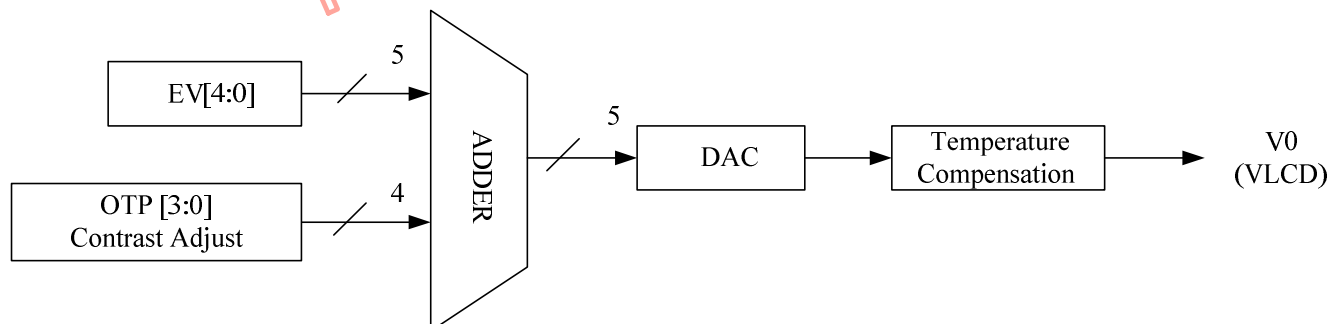 5
EV[4:0]
OTP [3:0]
Contrast Adjust
4
ADDER
5
DAC
Temperature
Compensation
V0
(VLCD)